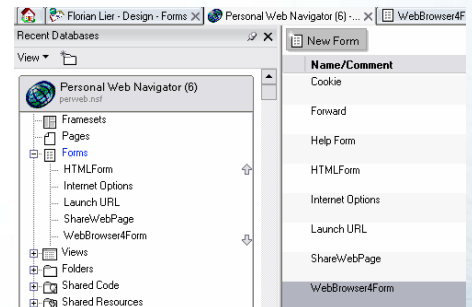 Florian Lier - Design - Forms
Personal Web Navigator (6) -...
WebBrowser4F
Recent Databases
View
Personal Web Navigator (6)
perweb.nsf
Framesets
Pages
Forms
HTMLForm
Internet Options
Launch URL
ShareWebPage
WebBrowser4Form
Views
Folders
Shared Code
Shared Resources
New Form
Name/Comment
Cookie
Forward
Help Form
HTMLForm
Internet Options
Launch URL
ShareWebPage
WebBrowser4Form